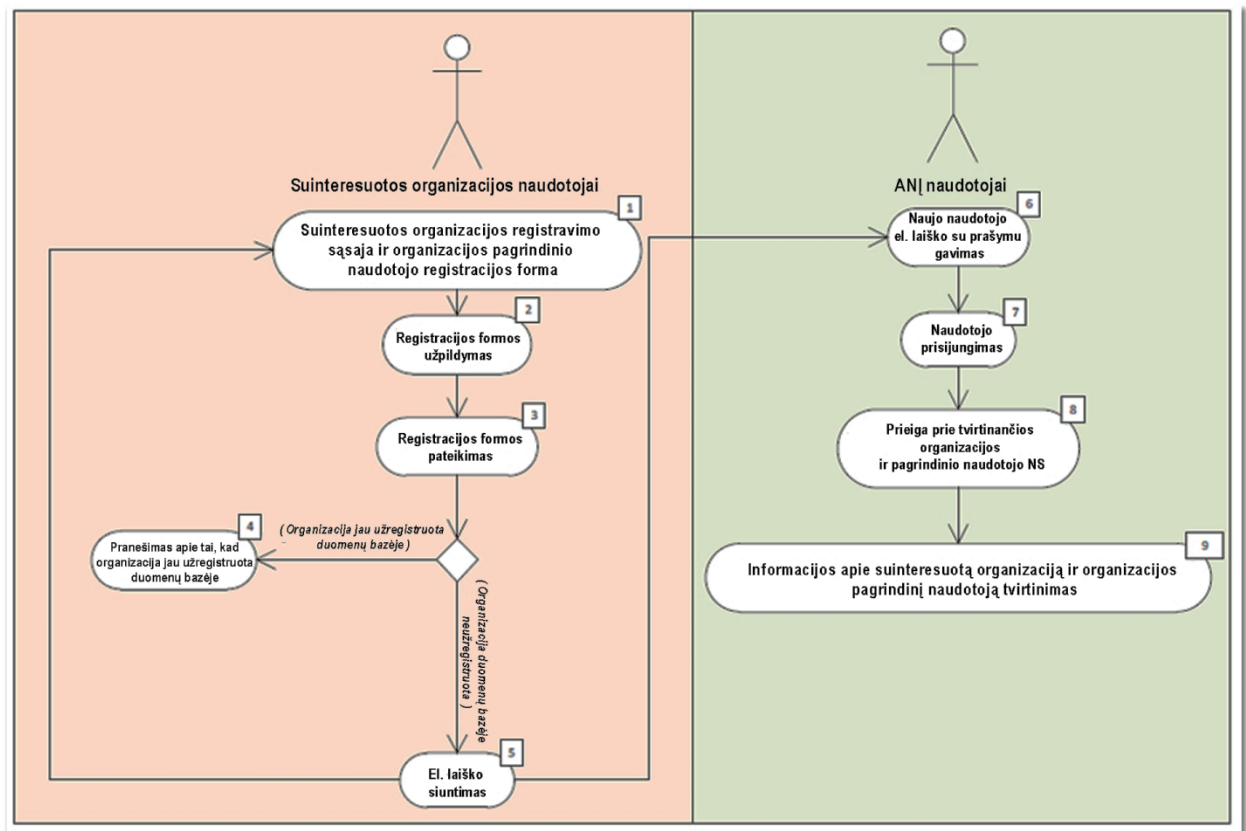 Suinteresuotos organizacijos naudotojai
1
Suinteresuotos organizacijos registravimo
sąsaja ir organizacijos pagrindinio
naudotojo registracijos forma
2
Registracijos formos
užpildymas
3
Registracijos formos
pateikimas
( Organizacija jau užregistruota
duomenų bazėje )
4
Pranešimas apie tai, kad
organizacija jau užregistruota
duomenų bazėje
( Organizacija duomenų bazėje
neužregistruota )
5
El. laiško
siuntimas
ANĮ naudotojai
6
Naujo naudotojo
el. laiško su prašymu
gavimas
7
Naudotojo
prisijungimas
8
Prieiga prie tvirtinančios
organizacijos
ir pagrindinio naudotojo NS
9
Informacijos apie suinteresuotą organizaciją ir organizacijos
pagrindinį naudotoją tvirtinimas